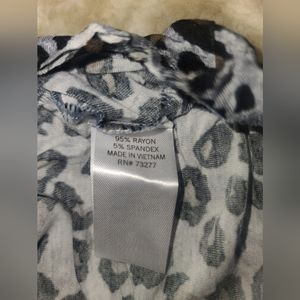 95% RAYON
5% SPANDEX
MADE IN VIETNAM
RN# 73277